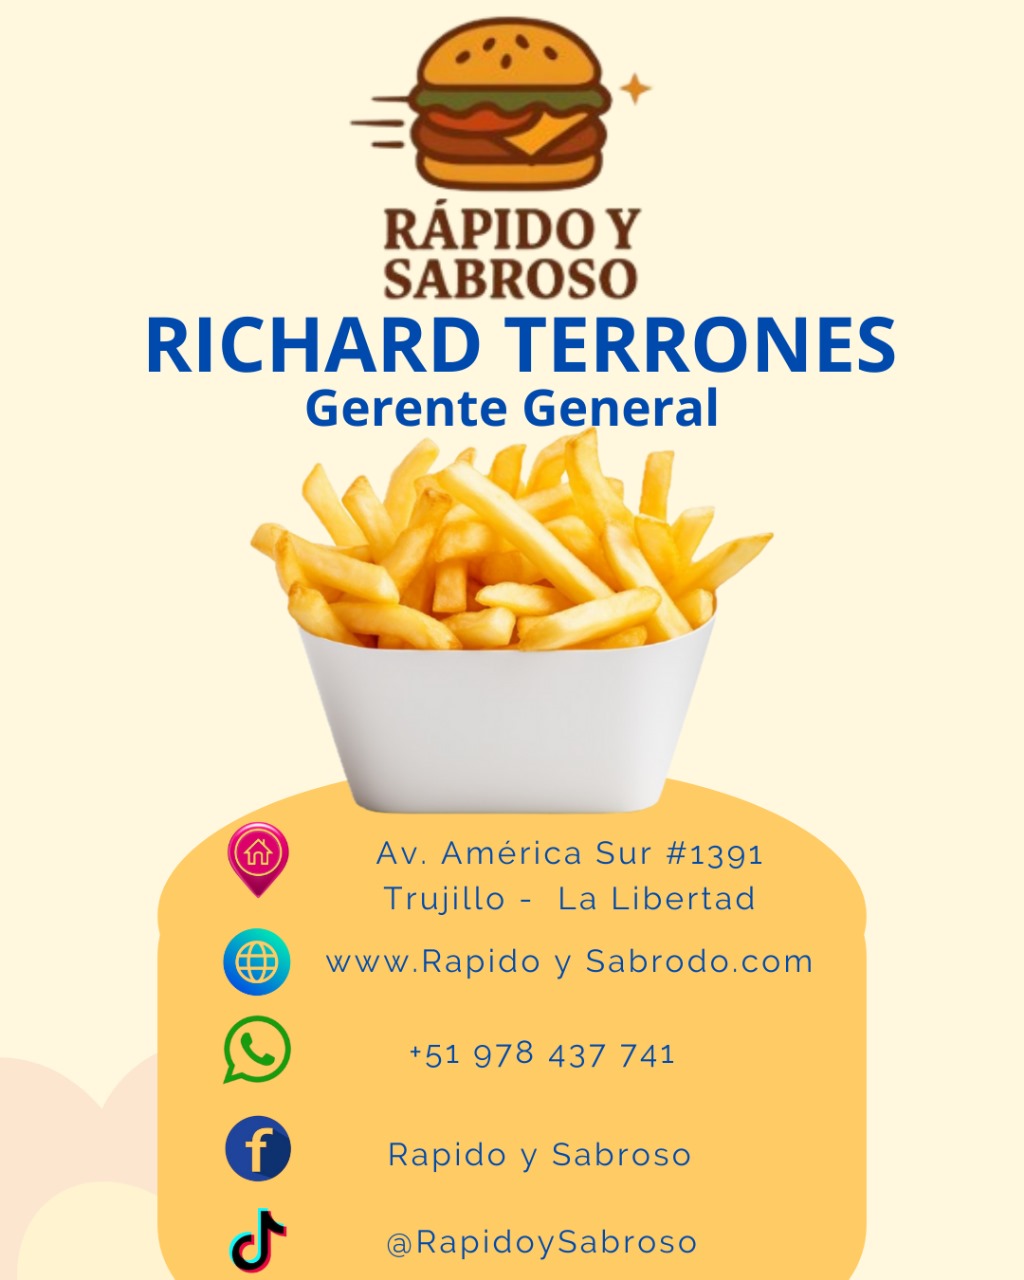 RÁPIDO Y
SABROSO
RICHARD TERRONES
Gerente General
Av. América Sur #1391
Trujillo - La Libertad
www.Rapido y Sabrodo.com
+51 978 437 741
Rapido y Sabroso
@RapidoySabroso